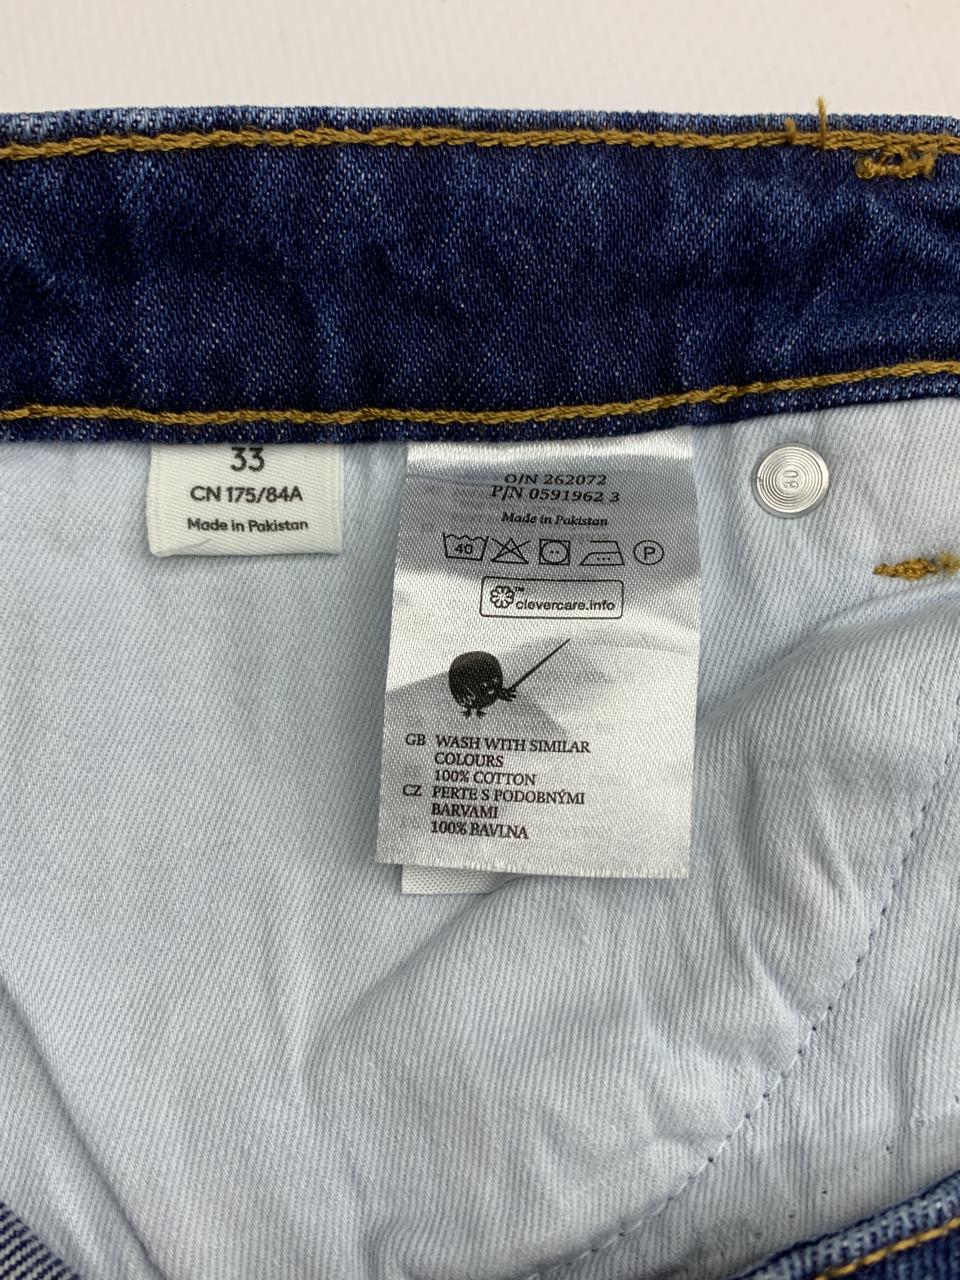 33
CN 175/84A
Made in Pakistan
O/N 262072
P/N 0591962 3
Made in Pakistan
40
P
clevercare.info
GB WASH WITH SIMILAR
COLOURS
100% COTTON
CZ PERTE S PODOBNÝMI
BARVAMI
100% BAVLNA